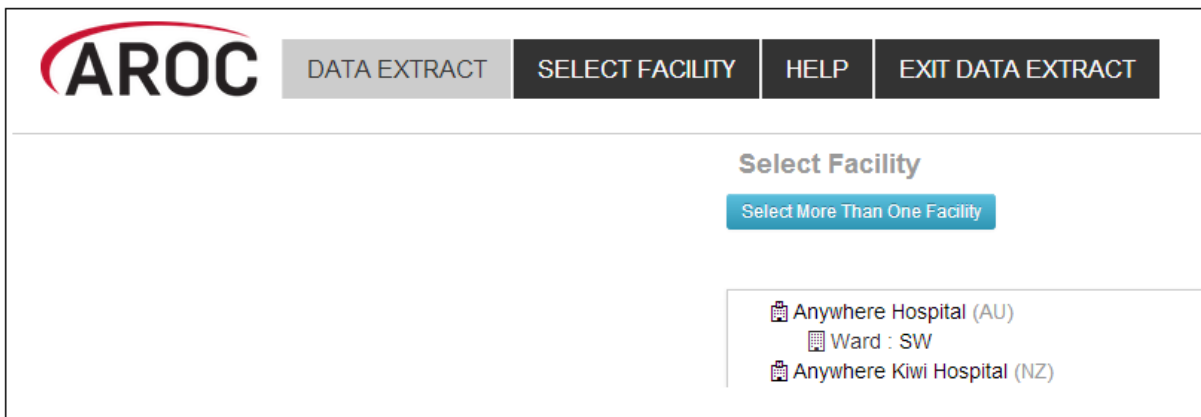 AROC DATA EXTRACT SELECT FACILITY HELP EXIT DATA EXTRACT
Select Facility
Select More Than One Facility
Anywhere Hospital (AU)
Ward : SW
Anywhere Kiwi Hospital (NZ)